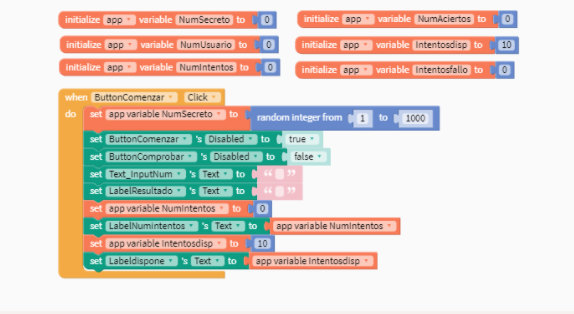 initialize app variable NumSecreto to 0
initialize app variable NumAciertos to 0
initialize app variable NumUsuario to 0
initialize app variable Intentosdisp to 10
initialize app variable NumIntentos to 0
initialize app variable Intentosfallo to 0
when ButtonComenzar Click
do set app variable NumSecreto to random integer from 1 to 1000
set ButtonComenzar 's Disabled to true
set ButtonComprobar 's Disabled to false
set Text_InputNum 's Text to “ ”
set LabelResultado 's Text to “ ”
set app variable NumIntentos to 0
set LabelNumintentos 's Text to app variable NumIntentos
set app variable Intentosdisp to 10
set Labeldispone 's Text to app variable Intentosdisp